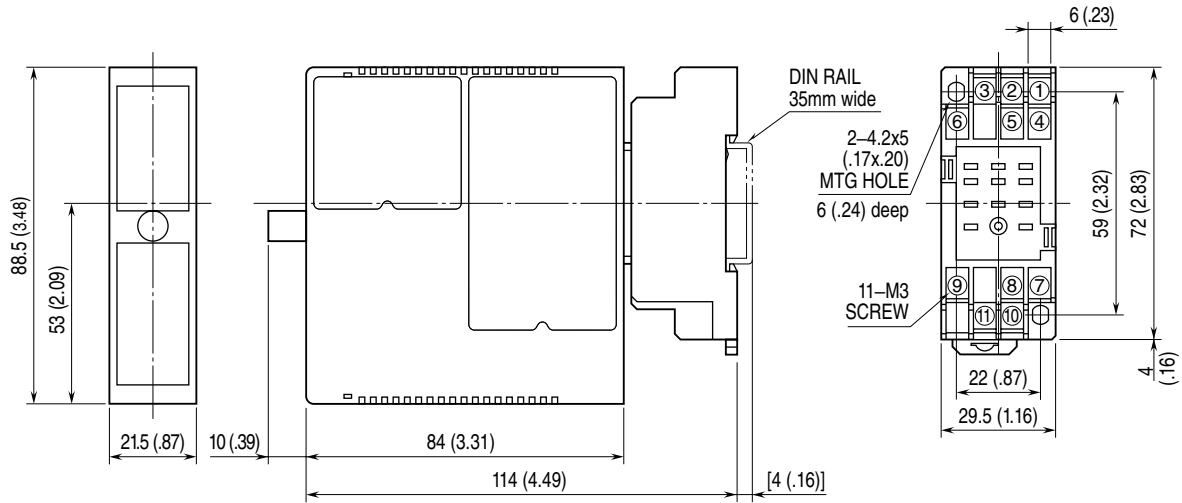 6 (.23)
DIN RAIL
35mm wide
2–4.2x5
(.17x.20)
MTG HOLE
6 (.24) deep
11–M3
SCREW
88.5 (3.48)
53 (2.09)
21.5 (.87)
10 (.39)
84 (3.31)
114 (4.49)
[4 (.16)]
③ ② ①
⑥ ⑤ ④
⑨ ⑧ ⑦
⑪ ⑩
59 (2.32)
72 (2.83)
4
(.16)
22 (.87)
29.5 (1.16)